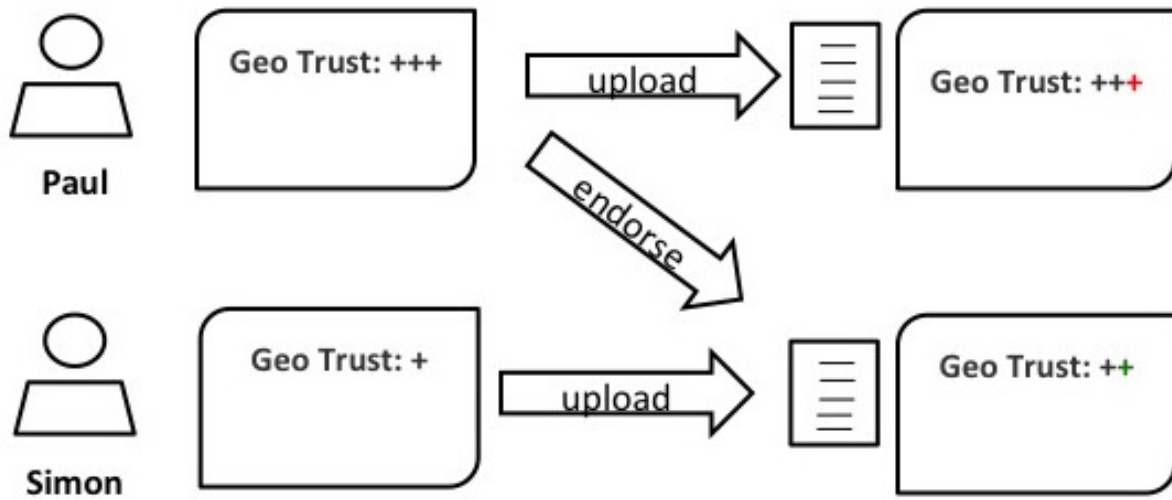 Geo Trust: +++
upload
Geo Trust: +++
Paul
endorse
Geo Trust: +
upload
Geo Trust: ++
Simon